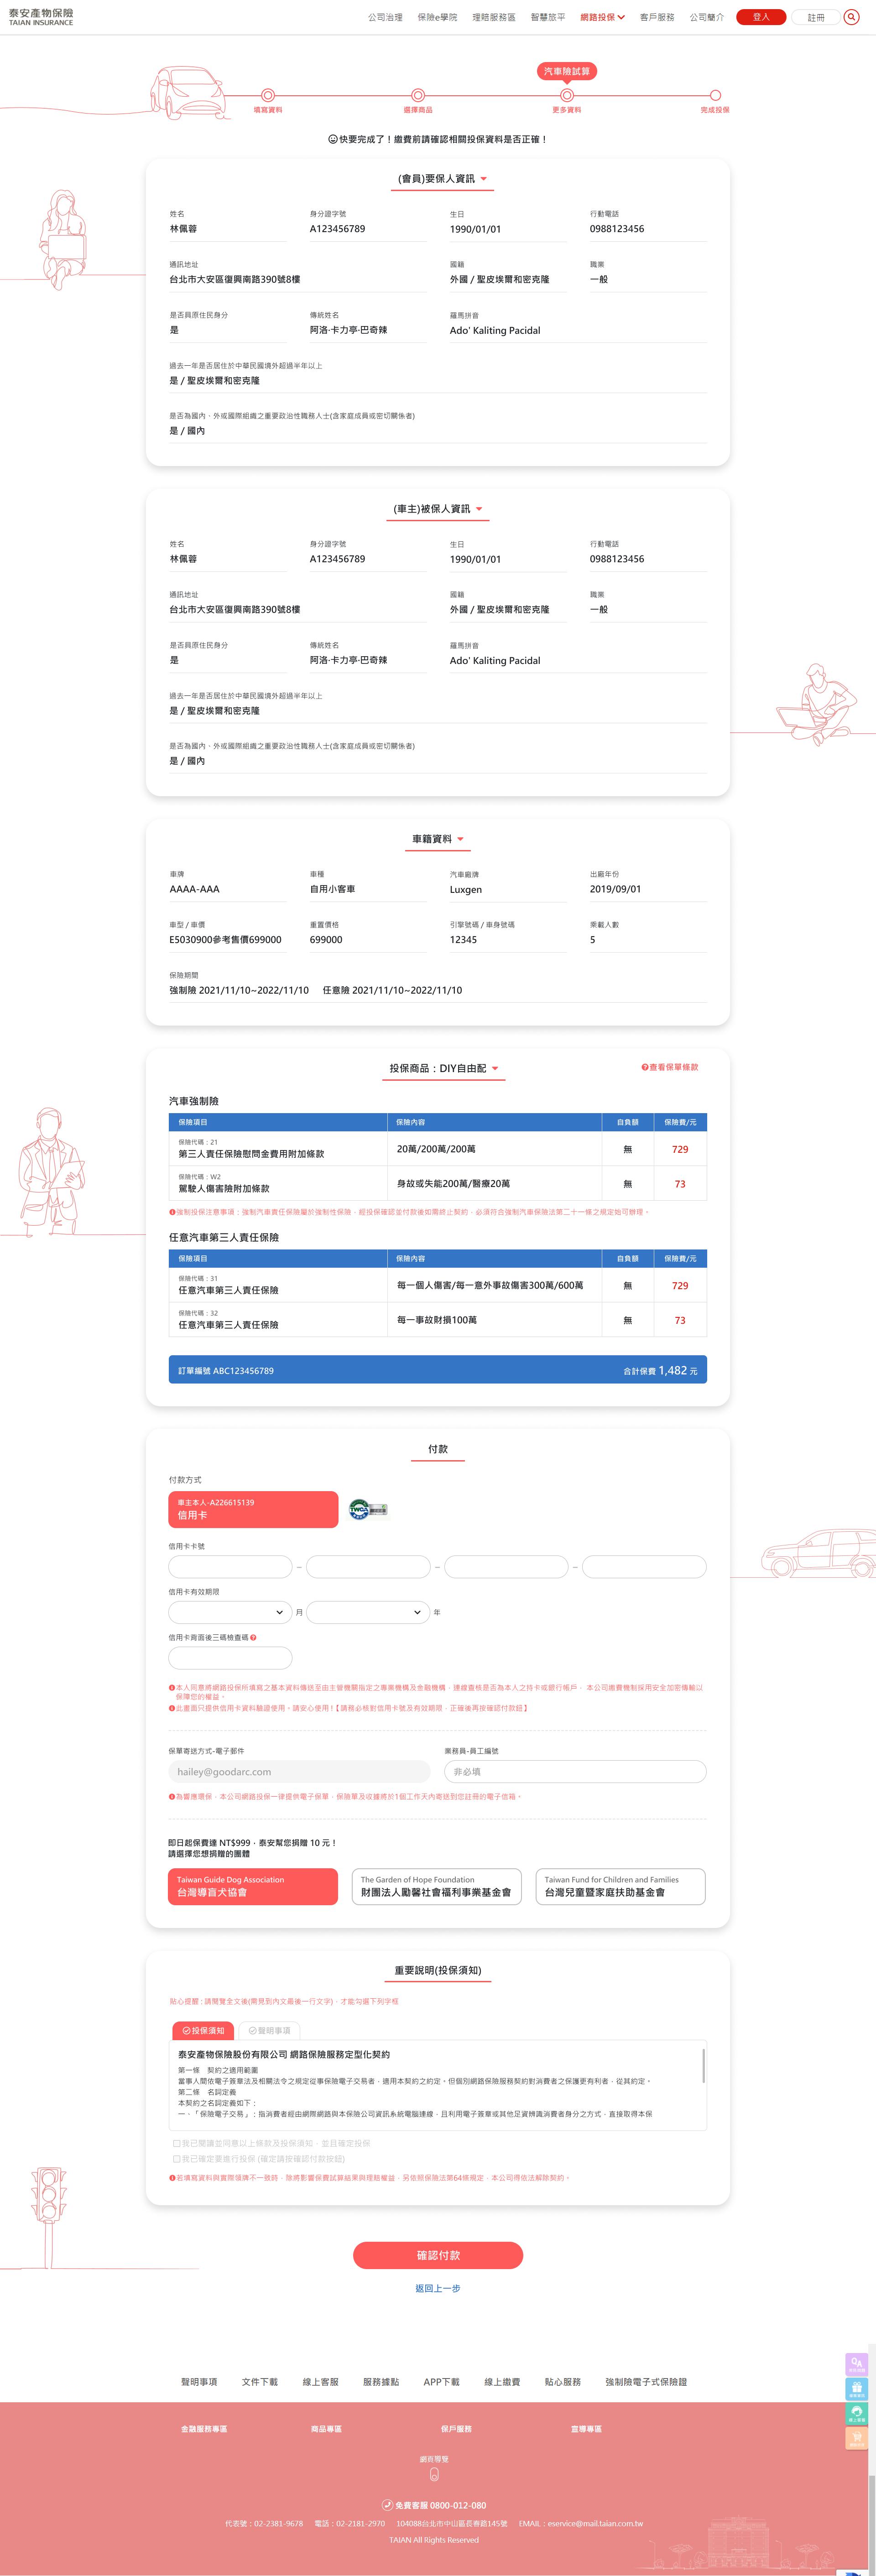 泰安產物保險
TAIAN INSURANCE
公司治理 保險e學院 理賠服務區 智慧旅平 網路投保 客戶服務 公司簡介 登入 註冊
汽車險試算
填寫資料 選擇商品 更多資料 完成投保
快要完成了！繳費前請確認相關投保資料是否正確！
(會員)要保人資訊
姓名 身分證字號 生日 行動電話
林佩蓉 A123456789 1990/01/01 0988123456
通訊地址 國籍 職業
台北市大安區復興南路390號8樓 外國 / 聖皮埃爾和密克隆 一般
是否具原住民身分 傳統姓名 羅馬拼音
是 阿洛‧卡力亭‧巴奇辣 Ado' Kaliting Pacidal
過去一年是否居住於中華民國境外超過半年以上
是 / 聖皮埃爾和密克隆
是否為國內、外或國際組織之重要政治性職務人士(含家庭成員或密切關係者)
是 / 國內
(車主)被保人資訊
姓名 身分證字號 生日 行動電話
林佩蓉 A123456789 1990/01/01 0988123456
通訊地址 國籍 職業
台北市大安區復興南路390號8樓 外國 / 聖皮埃爾和密克隆 一般
是否具原住民身分 傳統姓名 羅馬拼音
是 阿洛‧卡力亭‧巴奇辣 Ado' Kaliting Pacidal
過去一年是否居住於中華民國境外超過半年以上
是 / 聖皮埃爾和密克隆
是否為國內、外或國際組織之重要政治性職務人士(含家庭成員或密切關係者)
是 / 國內
車籍資料
車牌 車種 汽車廠牌 出廠年份
AAAA-AAA 自用小客車 Luxgen 2019/09/01
車型 / 車價 重置價格 引擎號碼 / 車身號碼 乘載人數
E5030900參考售價699000 699000 12345 5
保險期間
強制險 2021/11/10~2022/11/10 任意險 2021/11/10~2022/11/10
投保商品：DIY自由配 查看保單條款
汽車強制險
保險項目 保險內容 自負額 保險費/元
保險代碼：21
第三人責任保險慰問金費用附加條款 20萬/200萬/200萬 無 729
保險代碼：W2
駕駛人傷害險附加條款 身故或失能200萬/醫療20萬 無 73
強制投保注意事項：強制汽車責任保險屬於強制性保險，經投保確認並付款後如需終止契約，必須符合強制汽車保險法第二十一條之規定始可辦理。
任意汽車第三人責任保險
保險項目 保險內容 自負額 保險費/元
保險代碼：31
任意汽車第三人責任保險 每一個人傷害/每一意外事故傷害300萬/600萬 無 729
保險代碼：32
任意汽車第三人責任保險 每一事故財損100萬 無 73
訂單編號 ABC123456789 合計保費 1,482 元
付款
付款方式
車主本人-A226615139
信用卡
TWCA
信用卡卡號
信用卡有效期限
月 年
信用卡背面後三碼檢查碼
本人同意將網路投保所填寫之基本資料傳送至由主管機關指定之專業機構及金融機構，連線查核是否為本人之持卡或銀行帳戶， 本公司繳費機制採用安全加密傳輸以
保障您的權益。
此畫面只提供信用卡資料驗證使用，請安心使用!【 請務必核對信用卡號及有效期限，正確後再按確認付款鈕 】
保單寄送方式-電子郵件 業務員-員工編號
hailey@goodarc.com 非必填
為響應環保，本公司網路投保一律提供電子保單，保險單及收據將於1個工作天內寄送到您註冊的電子信箱。
即日起保費達 NT$999，泰安幫您捐贈 10 元！
請選擇您想捐贈的團體
Taiwan Guide Dog Association The Garden of Hope Foundation Taiwan Fund for Children and Families
台灣導盲犬協會 財團法人勵馨社會福利事業基金會 台灣兒童暨家庭扶助基金會
重要說明(投保須知)
貼心提醒 : 請閱覽全文後(需見到內文最後一行文字)，才能勾選下列字框
投保須知 聲明事項
泰安產物保險股份有限公司 網路保險服務定型化契約
第一條 契約之適用範圍
當事人間依電子簽章法及相關法令之規定從事保險電子交易者，適用本契約之約定。但個別網路保險服務契約對消費者之保護更有利者，從其約定。
第二條 名詞定義
本契約之名詞定義如下：
一、「保險電子交易」：指消費者經由網際網路與本保險公司資訊系統電腦連線，且利用電子簽章或其他足資辨識消費者身分之方式，直接取得本保
我已閱讀並同意以上條款及投保須知，並且確定投保
我已確定要進行投保 (確定請按確認付款按鈕)
若填寫資料與實際領牌不一致時，除將影響保費試算結果與理賠權益，另依照保險法第64條規定，本公司得依法解除契約。
確認付款
返回上一步
聲明事項 文件下載 線上客服 服務據點 APP下載 線上繳費 貼心服務 強制險電子式保險證
QA
金融服務專區 商品專區 保戶服務 宣導專區
網頁導覽
免費客服 0800-012-080
代表號：02-2381-9678 電話：02-2181-2970 104088台北市中山區長春路145號 EMAIL：eservice@mail.taian.com.tw
TAIAN All Rights Reserved